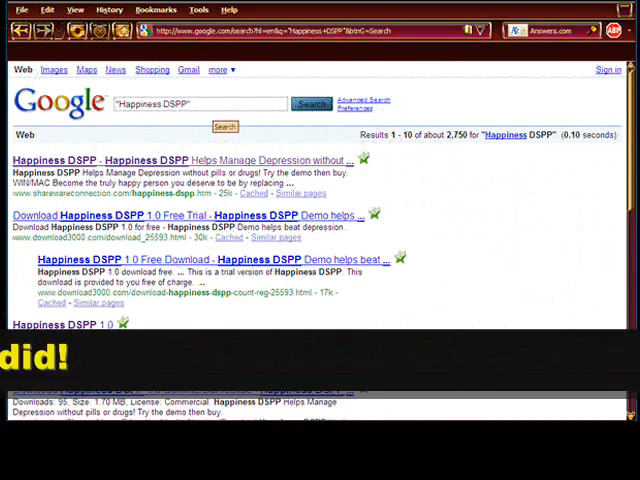 File Edit View History Bookmarks Tools Help
http://www.google.com/search?hl=en&q="Happiness+DSPP"&btnG=Search
Answers.com
ABP
Web Images Maps News Shopping Gmail more ▼ Sign in
Google "Happiness DSPP" Search Advanced Search
Preferences
Search
Web Results 1 - 10 of about 2,750 for "Happiness DSPP" (0.10 seconds)
Happiness DSPP - Happiness DSPP Helps Manage Depression without ...
Happiness DSPP Helps Manage Depression without pills or drugs! Try the demo then buy.
WIN/MAC Become the truly happy person you deserve to be by replacing ...
www.sharewareconnection.com/happiness-dspp.htm - 25k - Cached - Similar pages
Download Happiness DSPP 1.0 Free Trial - Happiness DSPP Demo helps ...
Download Happiness DSPP 1.0 for free - Happiness DSPP Demo helps beat depression .
www.download3000.com/download_25593.html - 30k - Cached - Similar pages
Happiness DSPP 1.0 Free Download - Happiness DSPP Demo helps beat ...
Happiness DSPP 1.0 download free. ... This is a trial version of Happiness DSPP. This
download is provided to you free of charge. ...
www.download3000.com/download-happiness-dspp-count-reg-25593.html - 17k -
Cached - Similar pages
Happiness DSPP 1.0
did!
Downloads: 95, Size: 1.70 MB, License: Commercial. Happiness DSPP Helps Manage
Depression without pills or drugs! Try the demo then buy.